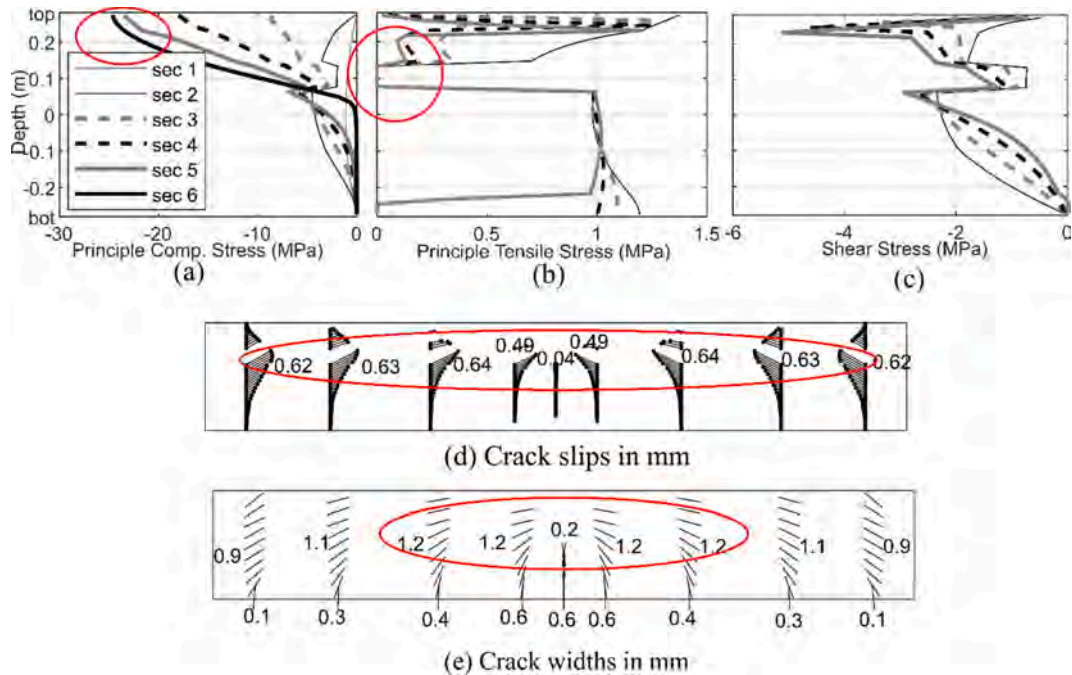 top
0.2
0.1
0
-0.1
-0.2
bot
Depth (m)
sec 1
sec 2
sec 3
sec 4
sec 5
sec 6
-30 -20 -10 0
Principle Comp. Stress (MPa)
(a)
0 0.5 1 1.5
Principle Tensile Stress (MPa)
(b)
-6 -4 -2 0
Shear Stress (MPa)
(c)
0.62 0.63 0.64 0.49 0.04 0.49 0.64 0.63 0.62
(d) Crack slips in mm
0.9 1.1 1.2 1.2 0.2 1.2 1.2 1.1 0.9
0.1 0.3 0.4 0.6 0.6 0.6 0.4 0.3 0.1
(e) Crack widths in mm